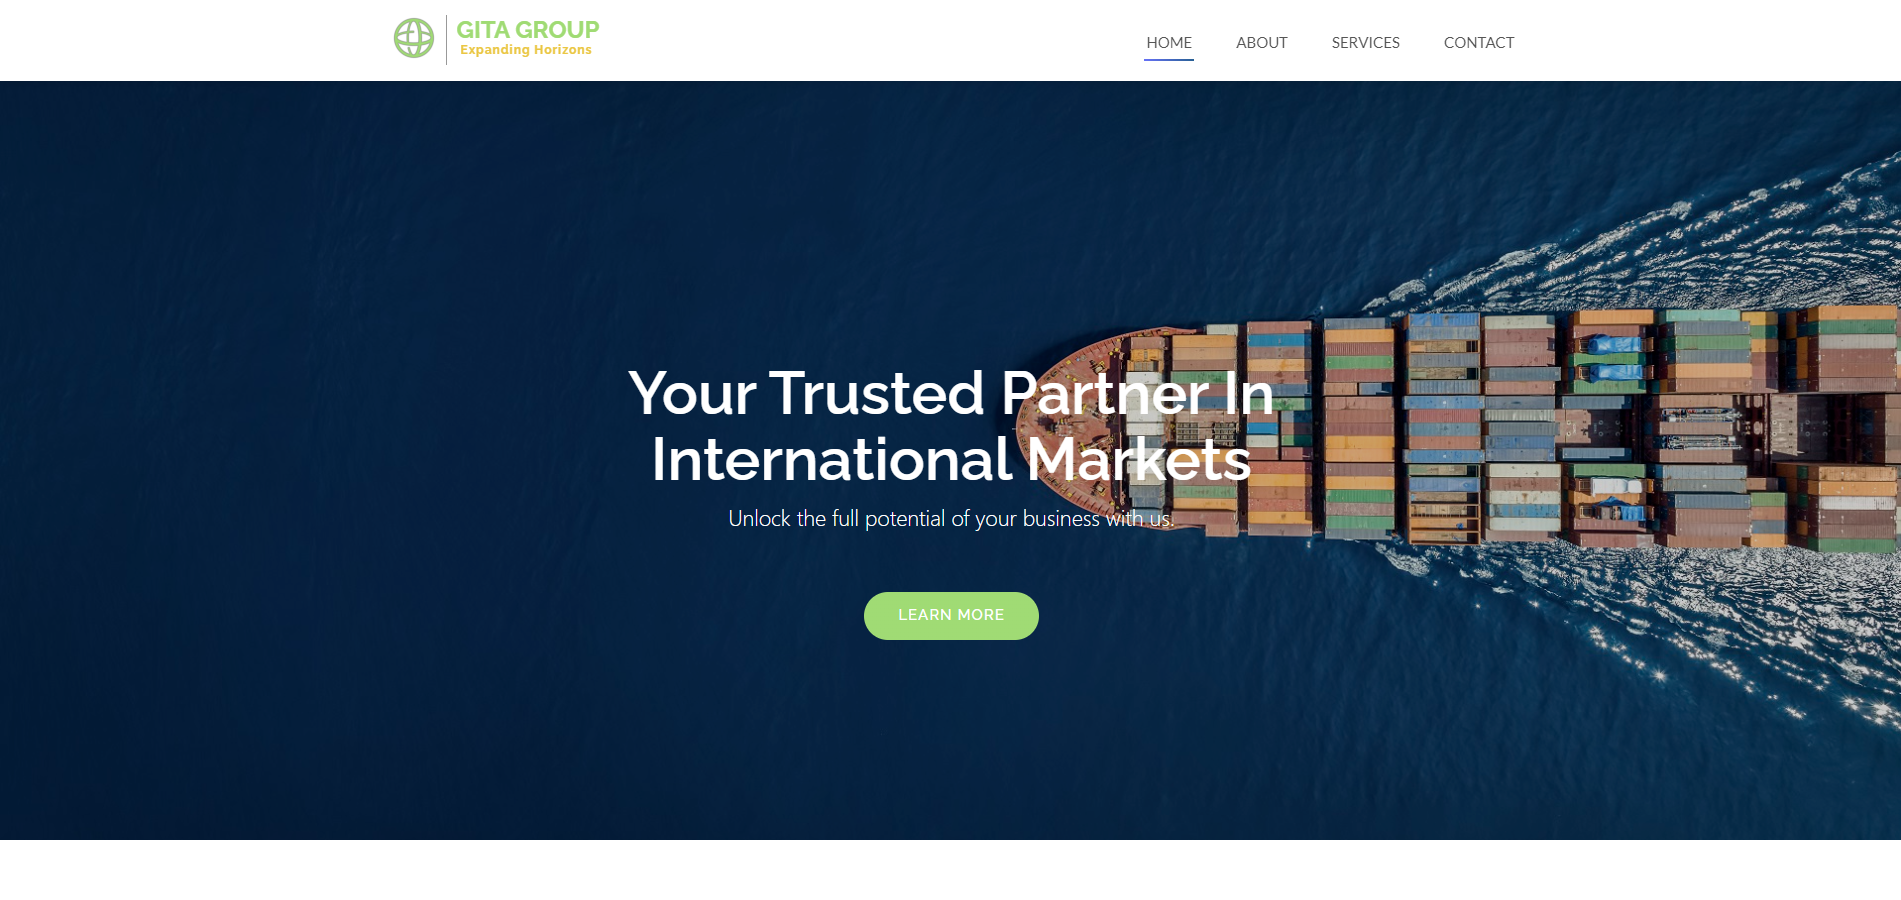 GITA GROUP
Expanding Horizons
HOME ABOUT SERVICES CONTACT
Your Trusted Partner In
International Markets
Unlock the full potential of your business with us.
LEARN MORE